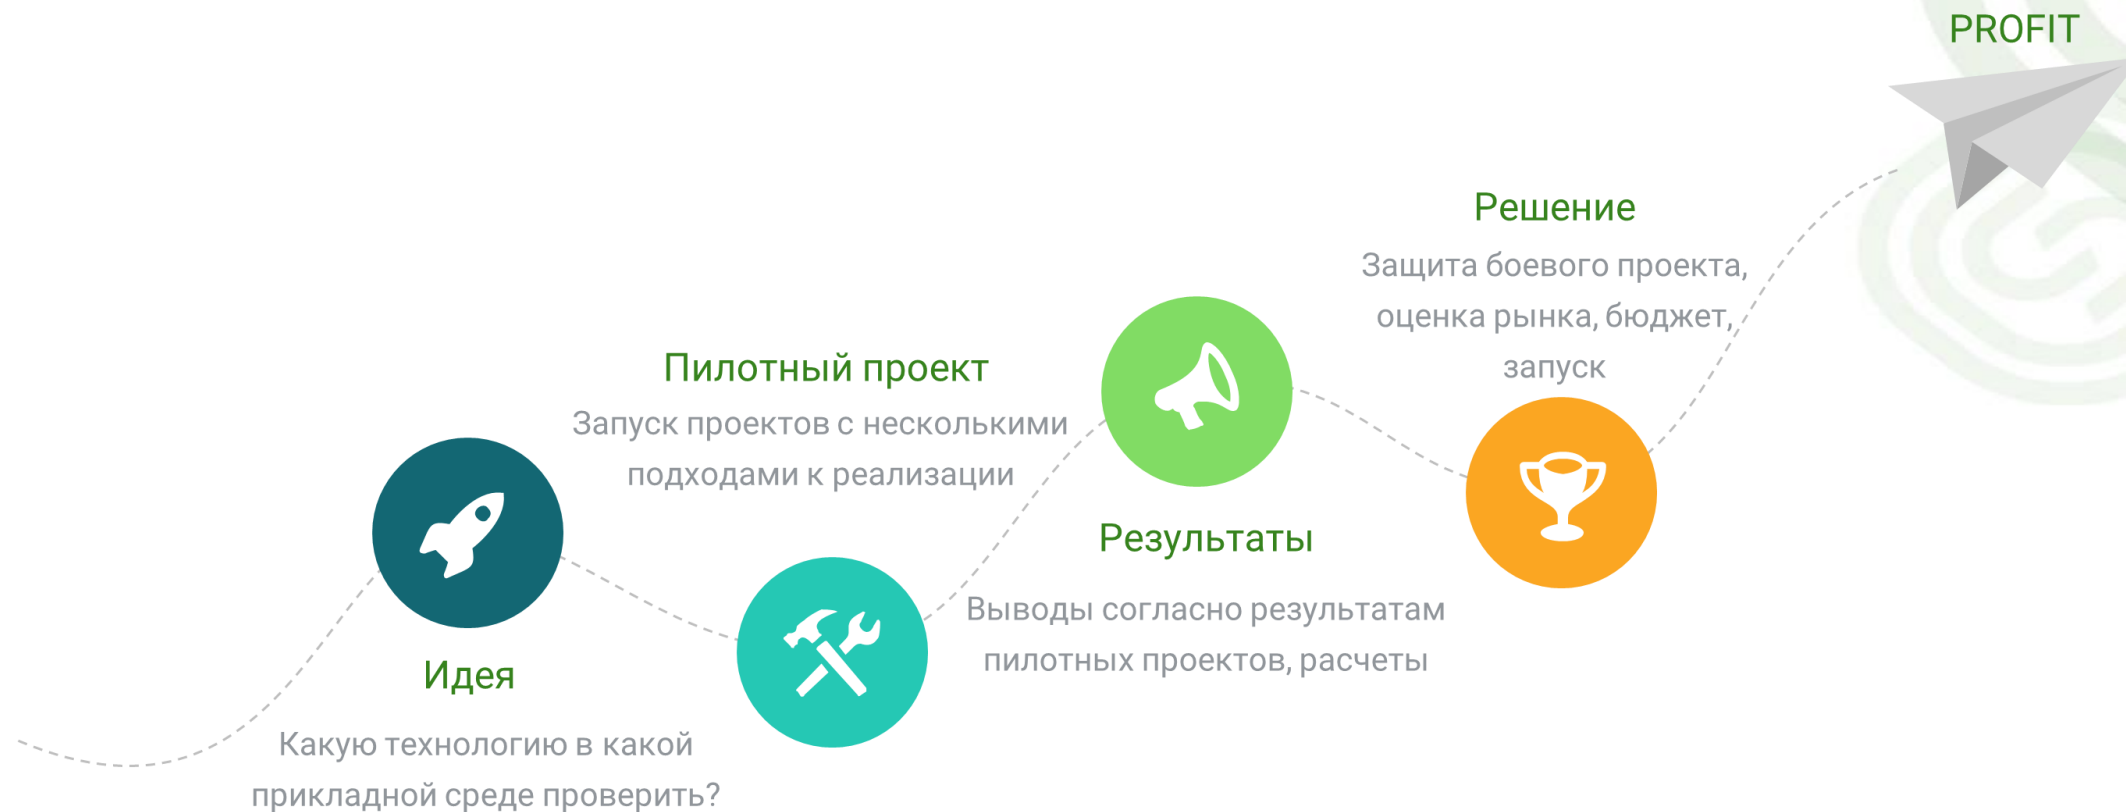 PROFIT
Решение
Защита боевого проекта,
оценка рынка, бюджет,
запуск
Пилотный проект
Запуск проектов с несколькими
подходами к реализации
Результаты
Выводы согласно результатам
пилотных проектов, расчеты
Идея
Какую технологию в какой
прикладной среде проверить?